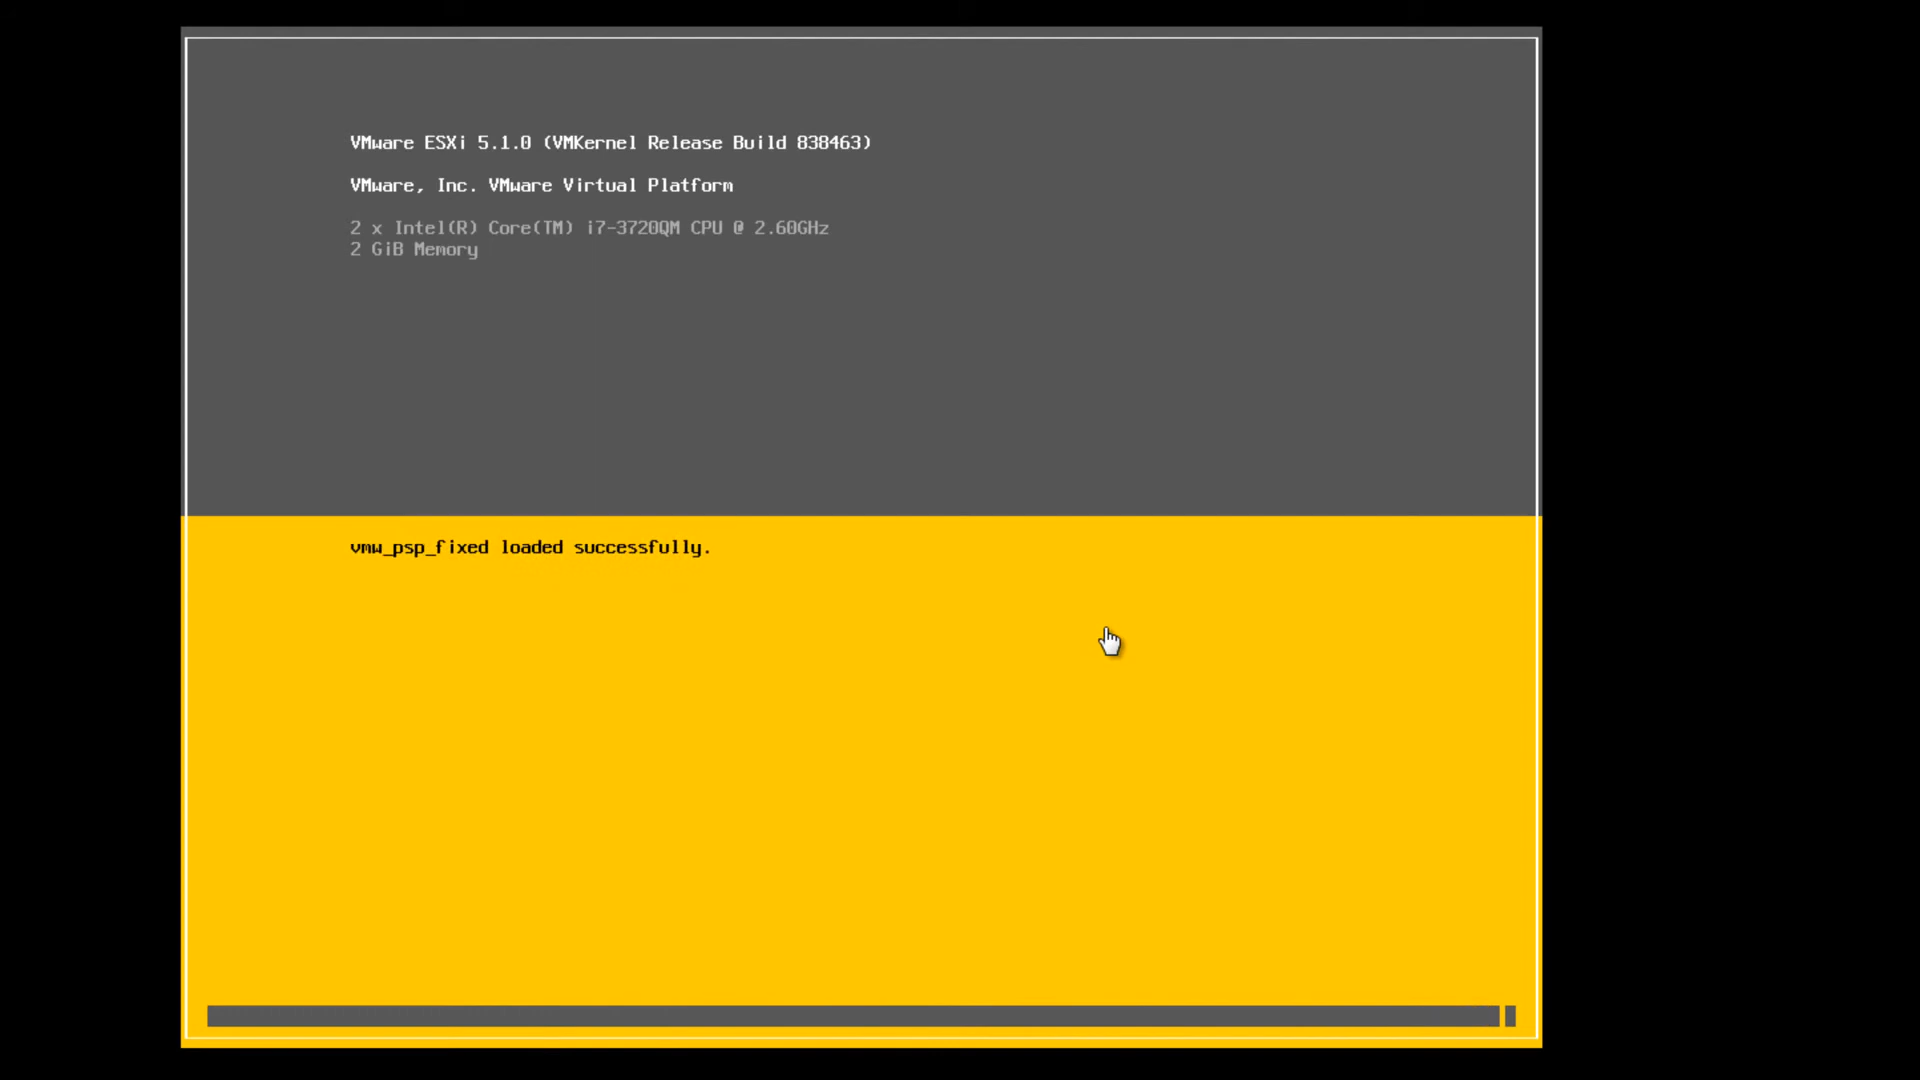 VMware ESXi 5.1.0 (VMKernel Release Build 838463)
VMware, Inc. VMware Virtual Platform
2 x Intel(R) Core(TM) i7-3720QM CPU @ 2.60GHz
2 GiB Memory
vmw_psp_fixed loaded successfully.